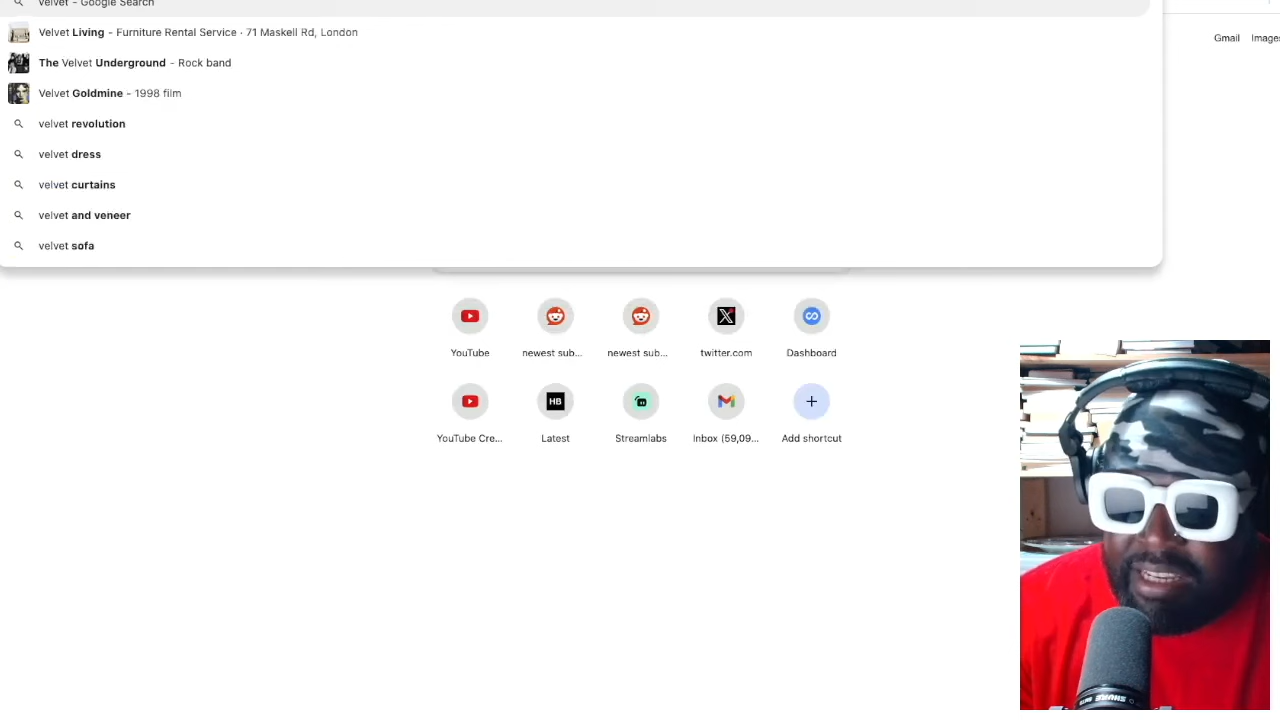 velvet - Google Search
Velvet Living - Furniture Rental Service · 71 Maskell Rd, London
Gmail
Images
The Velvet Underground - Rock band
Velvet Goldmine - 1998 film
velvet revolution
velvet dress
velvet curtains
velvet and veneer
velvet sofa
YouTube
newest sub...
newest sub...
twitter.com
Dashboard
HB
YouTube Cre...
Latest
Streamlabs
Inbox (59,09...
Add shortcut
SHURE